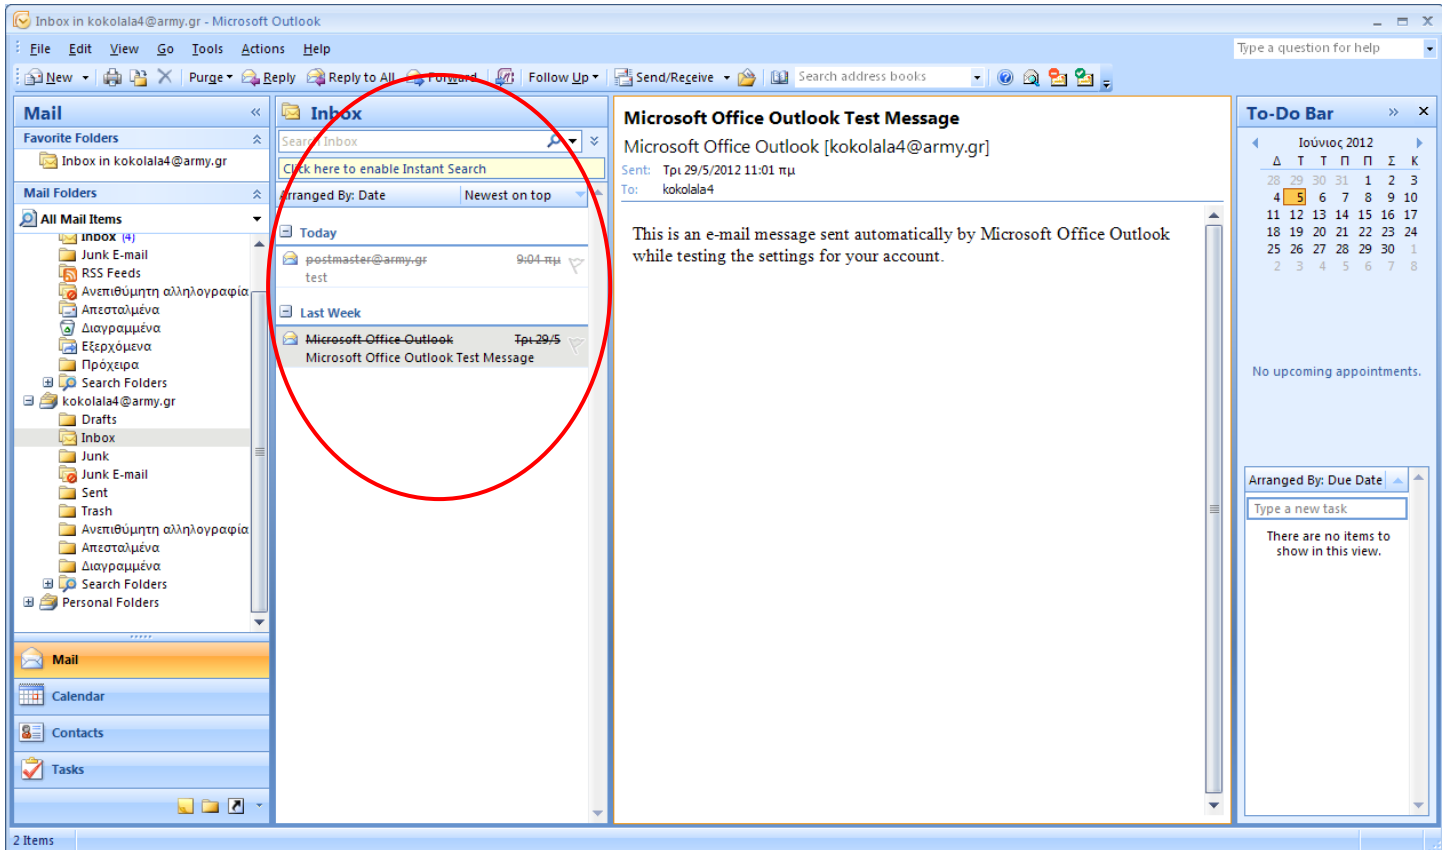 Inbox in kokolala4@army.gr - Microsoft Outlook
File Edit View Go Tools Actions Help
Type a question for help
New Purge Reply Reply to All Forward Follow Up Send/Receive Search address books
Mail
Favorite Folders
Inbox in kokolala4@army.gr
Mail Folders
All Mail Items
Inbox (4)
Junk E-mail
RSS Feeds
Ανεπιθύμητη αλληλογραφία
Απεσταλμένα
Διαγραμμένα
Εξερχόμενα
Πρόχειρα
Search Folders
kokolala4@army.gr
Drafts
Inbox
Junk
Junk E-mail
Sent
Trash
Ανεπιθύμητη αλληλογραφία
Απεσταλμένα
Διαγραμμένα
Search Folders
Personal Folders
Mail
Calendar
Contacts
Tasks
2 Items
Inbox
Search Inbox
Click here to enable Instant Search
Arranged By: Date Newest on top
Today
postmaster@army.gr 9:04 πμ
test
Last Week
Microsoft Office Outlook Τρι 29/5
Microsoft Office Outlook Test Message
Microsoft Office Outlook Test Message
Microsoft Office Outlook [kokolala4@army.gr]
Sent: Τρι 29/5/2012 11:01 πμ
To: kokolala4
This is an e-mail message sent automatically by Microsoft Office Outlook
while testing the settings for your account.
To-Do Bar
Ιούνιος 2012
Δ Τ Τ Π Π Σ Κ
28 29 30 31 1 2 3
4 5 6 7 8 9 10
11 12 13 14 15 16 17
18 19 20 21 22 23 24
25 26 27 28 29 30 1
2 3 4 5 6 7 8
No upcoming appointments.
Arranged By: Due Date
Type a new task
There are no items to
show in this view.